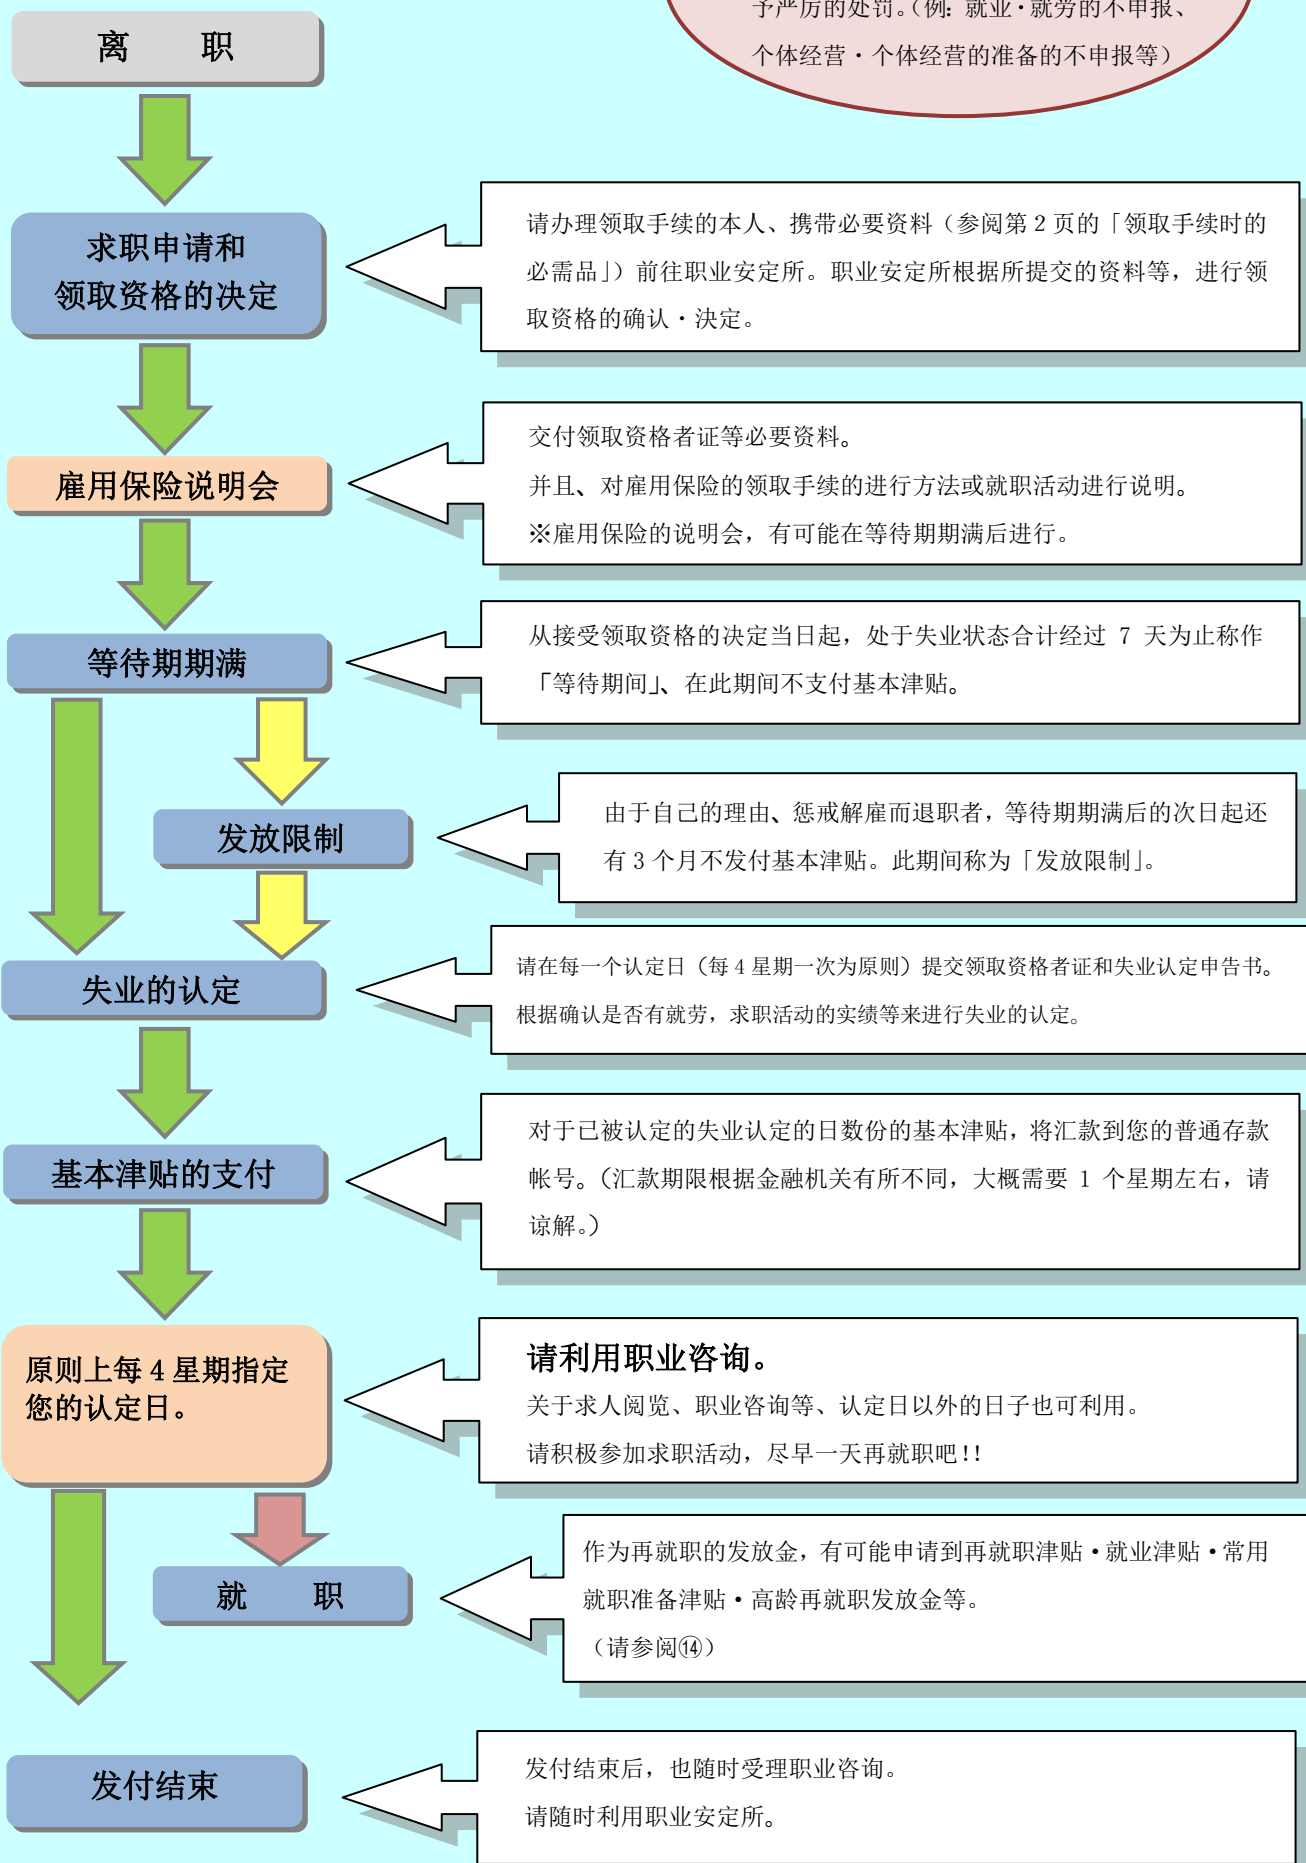 予严厉的处罚。（例: 就业・就劳的不申报、
个体经营・个体经营的准备的不申报等）
离　职
求职申请和
领取资格的决定
请办理领取手续的本人、携带必要资料（参阅第 2 页的「领取手续时的
必需品」）前往职业安定所。职业安定所根据所提交的资料等，进行领
取资格的确认・决定。
雇用保险说明会
交付领取资格者证等必要资料。
并且、对雇用保险的领取手续的进行方法或就职活动进行说明。
※雇用保险的说明会，有可能在等待期期满后进行。
等待期期满
从接受领取资格的决定当日起，处于失业状态合计经过 7 天为止称作
「等待期间」、在此期间不支付基本津贴。
发放限制
由于自己的理由、惩戒解雇而退职者，等待期期满后的次日起还
有 3 个月不发付基本津贴。此期间称为「发放限制」。
失业的认定
请在每一个认定日（每 4 星期一次为原则）提交领取资格者证和失业认定申告书。
根据确认是否有就劳，求职活动的实绩等来进行失业的认定。
基本津贴的支付
对于已被认定的失业认定的日数份的基本津贴，将汇款到您的普通存款
帐号。（汇款期限根据金融机关有所不同，大概需要 1 个星期左右，请
谅解。）
原则上每 4 星期指定
您的认定日。
请利用职业咨询。
关于求人阅览、职业咨询等、认定日以外的日子也可利用。
请积极参加求职活动，尽早一天再就职吧!!
就　职
作为再就职的发放金，有可能申请到再就职津贴・就业津贴・常用
就职准备津贴・高龄再就职发放金等。
（请参阅⑭）
发付结束
发付结束后，也随时受理职业咨询。
请随时利用职业安定所。